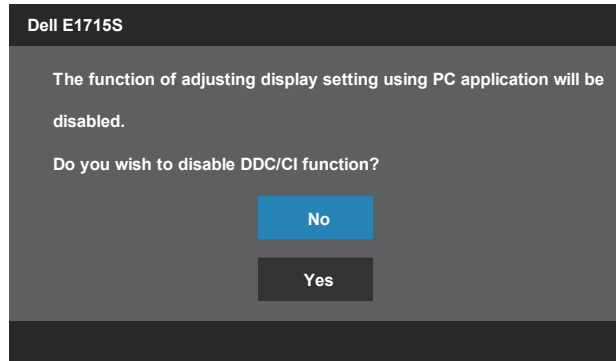 Dell E1715S
The function of adjusting display setting using PC application will be
disabled.
Do you wish to disable DDC/CI function?
No
Yes